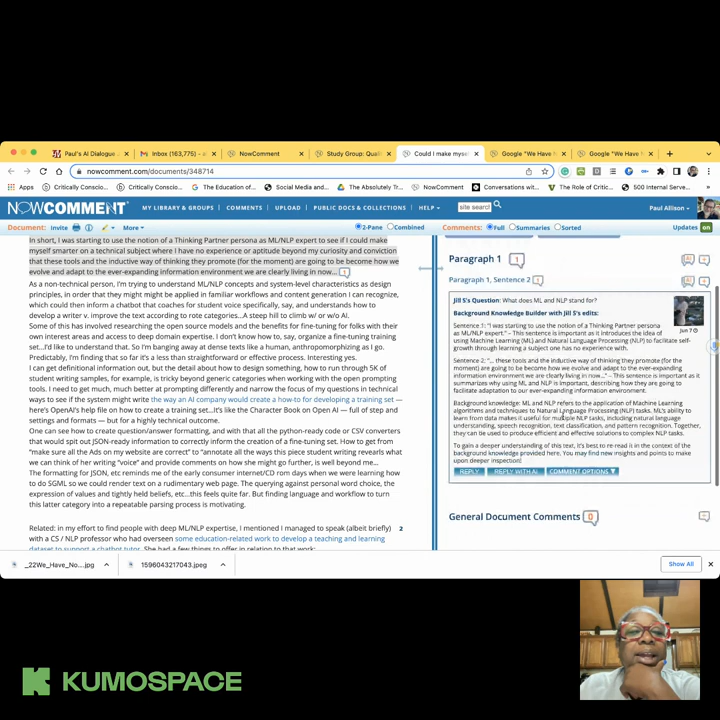 Paul's AI Dialogue
Inbox (163,775) - a
NowComment
Study Group: Quali
Could I make myse
Google "We Have N
Google "We Have N
nowcomment.com/documents/348714
Apps
Critically Conscio...
Critically Conscio...
The Education of...
Social Media and...
The Absolutely Tr...
NowComment
Conversations wit...
The Role of Critic...
500 Internal Serve...
NOWCOMMENT
MY LIBRARY & GROUPS
COMMENTS
UPLOAD
PUBLIC DOCS & COLLECTIONS
HELP
site search
Paul Allison
Document: Invite
More
2-Pane
Combined
Comments:
Full
Summaries
Sorted
Updates on
In short, I was starting to use the notion of a Thinking Partner persona as ML/NLP expert to see if I could make
myself smarter on a technical subject where I have no experience or aptitude beyond my curiosity and conviction
that these tools and the inductive way of thinking they promote (for the moment) are going to be become how we
evolve and adapt to the ever-expanding information environment we are clearly living in now... 1
As a non-technical person, I'm trying to understand ML/NLP concepts and system-level characteristics as design
principles, in order that they might be applied in familiar workflows and content generation I can recognize,
which could then inform a chatbot that coaches for student voice specifically, say, and understands how to
develop a writer v. improve the text according to rote categories...A steep hill to climb w/ or w/o AI.
Some of this has involved researching the open source models and the benefits for fine-tuning for folks with their
own interest areas and access to deep domain expertise. I don't know how to, say, organize a fine-tuning training
set...I'd like to understand that. So I'm banging away at dense texts like a human, anthropomorphizing as I go.
Predictably, I'm finding that so far it's a less than straightforward or effective process. Interesting yes.
I can get definitional information out, but the detail about how to design something, how to run through 5K of
student writing samples, for example, is tricky beyond generic categories when working with the open prompting
tools. I need to get much, much better at prompting and narrow the focus of my questions in technical
ways to see if the system might write the way an AI company would create a how-to for developing a training set —
here's OpenAI's help file on how to create a training set...It's like the Character Book on Open AI — full of step and
settings and formats — but for a highly technical outcome.
One can see how to create question/answer formatting, and with that all the python-ready code or CSV converters
that would spit out JSON-ready information to correctly inform the creation of a fine-tuning set. How to get from
"make sure all the Ads on my website are correct" to "annotate all the ways this piece student writing reveals what
we can think of her writing "voice" and provide comments on how she might go further, is well beyond me...
The formatting for JSON, etc reminds me of the early consumer internet/CD rom days when we were learning how
to do SGML so we could render text on a rudimentary web page. The querying against personal word choice, the
expression of values and tightly held beliefs, etc...this feels quite far. But finding language and workflow to turn
this latter category into a repeatable parsing process is motivating.
Related: in my effort to find people with deep ML/NLP expertise, I mentioned I managed to speak (albeit briefly) 2
with a CS / NLP professor who had overseen some education-related work to develop a teaching and learning
dataset to support a chatbot tutor. She had a few things to offer in relation to that work:
Paragraph 1 1
Paragraph 1, Sentence 2 1
Jill S's Question: What does ML and NLP stand for?
Background Knowledge Builder with Jill S's edits:
Jun 7
Sentence 1: "I was starting to use the notion of a Thinking Partner persona
as ML/NLP expert." – This sentence is important as it introduces the idea of
using Machine Learning (ML) and Natural Language Processing (NLP) to facilitate self-
growth through learning a subject one has no experience with.
Sentence 2: "... these tools and the inductive way of thinking they promote (for the
moment) are going to be become how we evolve and adapt to the ever-expanding
information environment we are clearly living in now..." – This sentence is important as it
summarizes why using ML and NLP is important, describing how they are going to
facilitate adaptation to our ever-expanding information environment.
Background knowledge: ML and NLP refers to the application of Machine Learning
algorithms and techniques to Natural Language Processing (NLP) tasks. ML's ability to
learn from data makes it useful for multiple NLP tasks, including natural language
understanding, speech recognition, text classification, and pattern recognition. Together,
they can be used to produce efficient and effective solutions to complex NLP tasks.
To gain a deeper understanding of this text, it's best to re-read it in the context of the
background knowledge provided here. You may find new insights and points to make
upon deeper inspection!
REPLY
REPLY WITH AI
COMMENT OPTIONS
General Document Comments 0
_22We_Have_No....jpg
1596043217043.jpeg
Show All
KUMOSPACE